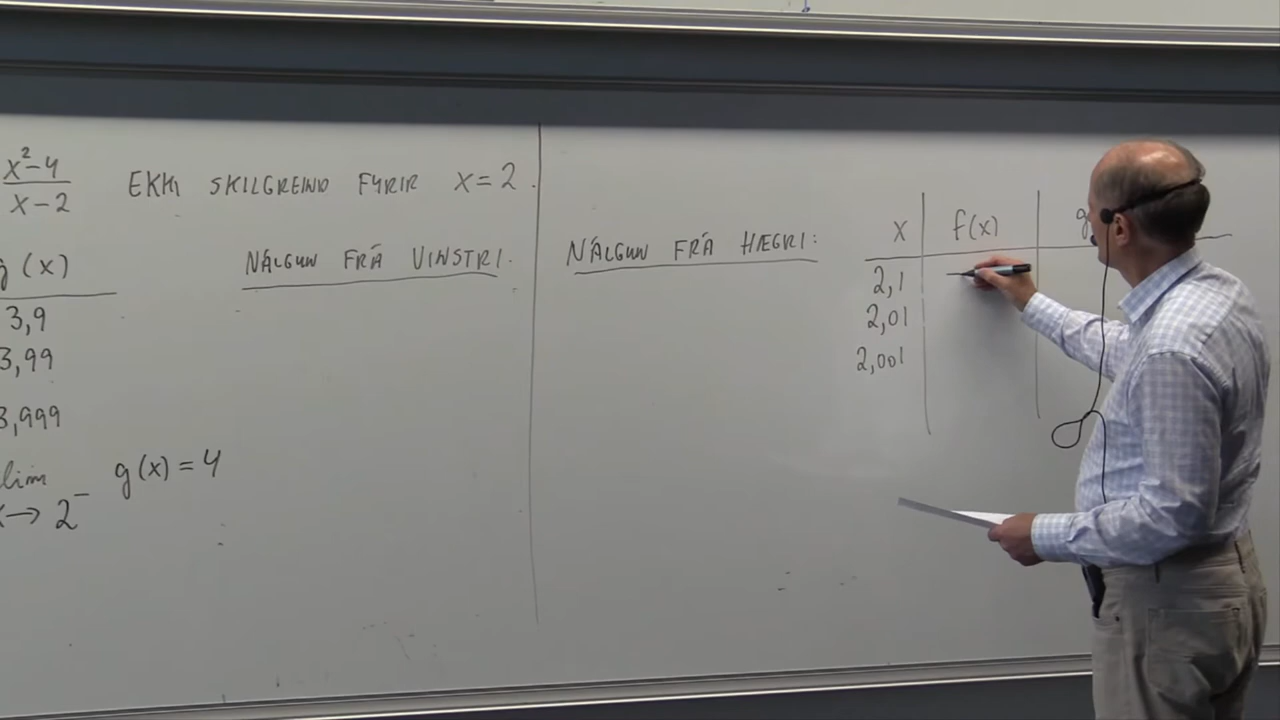 x²-4
x-2
EKKI SKILGREIND FYRIR x=2.
g(x)
3,9
3,99
3,999
lim g(x)=4
x→2⁻
NÁLGUN FRÁ VINSTRI.
NÁLGUN FRÁ HÆGRI:
x f(x) g
2,1
2,01
2,001